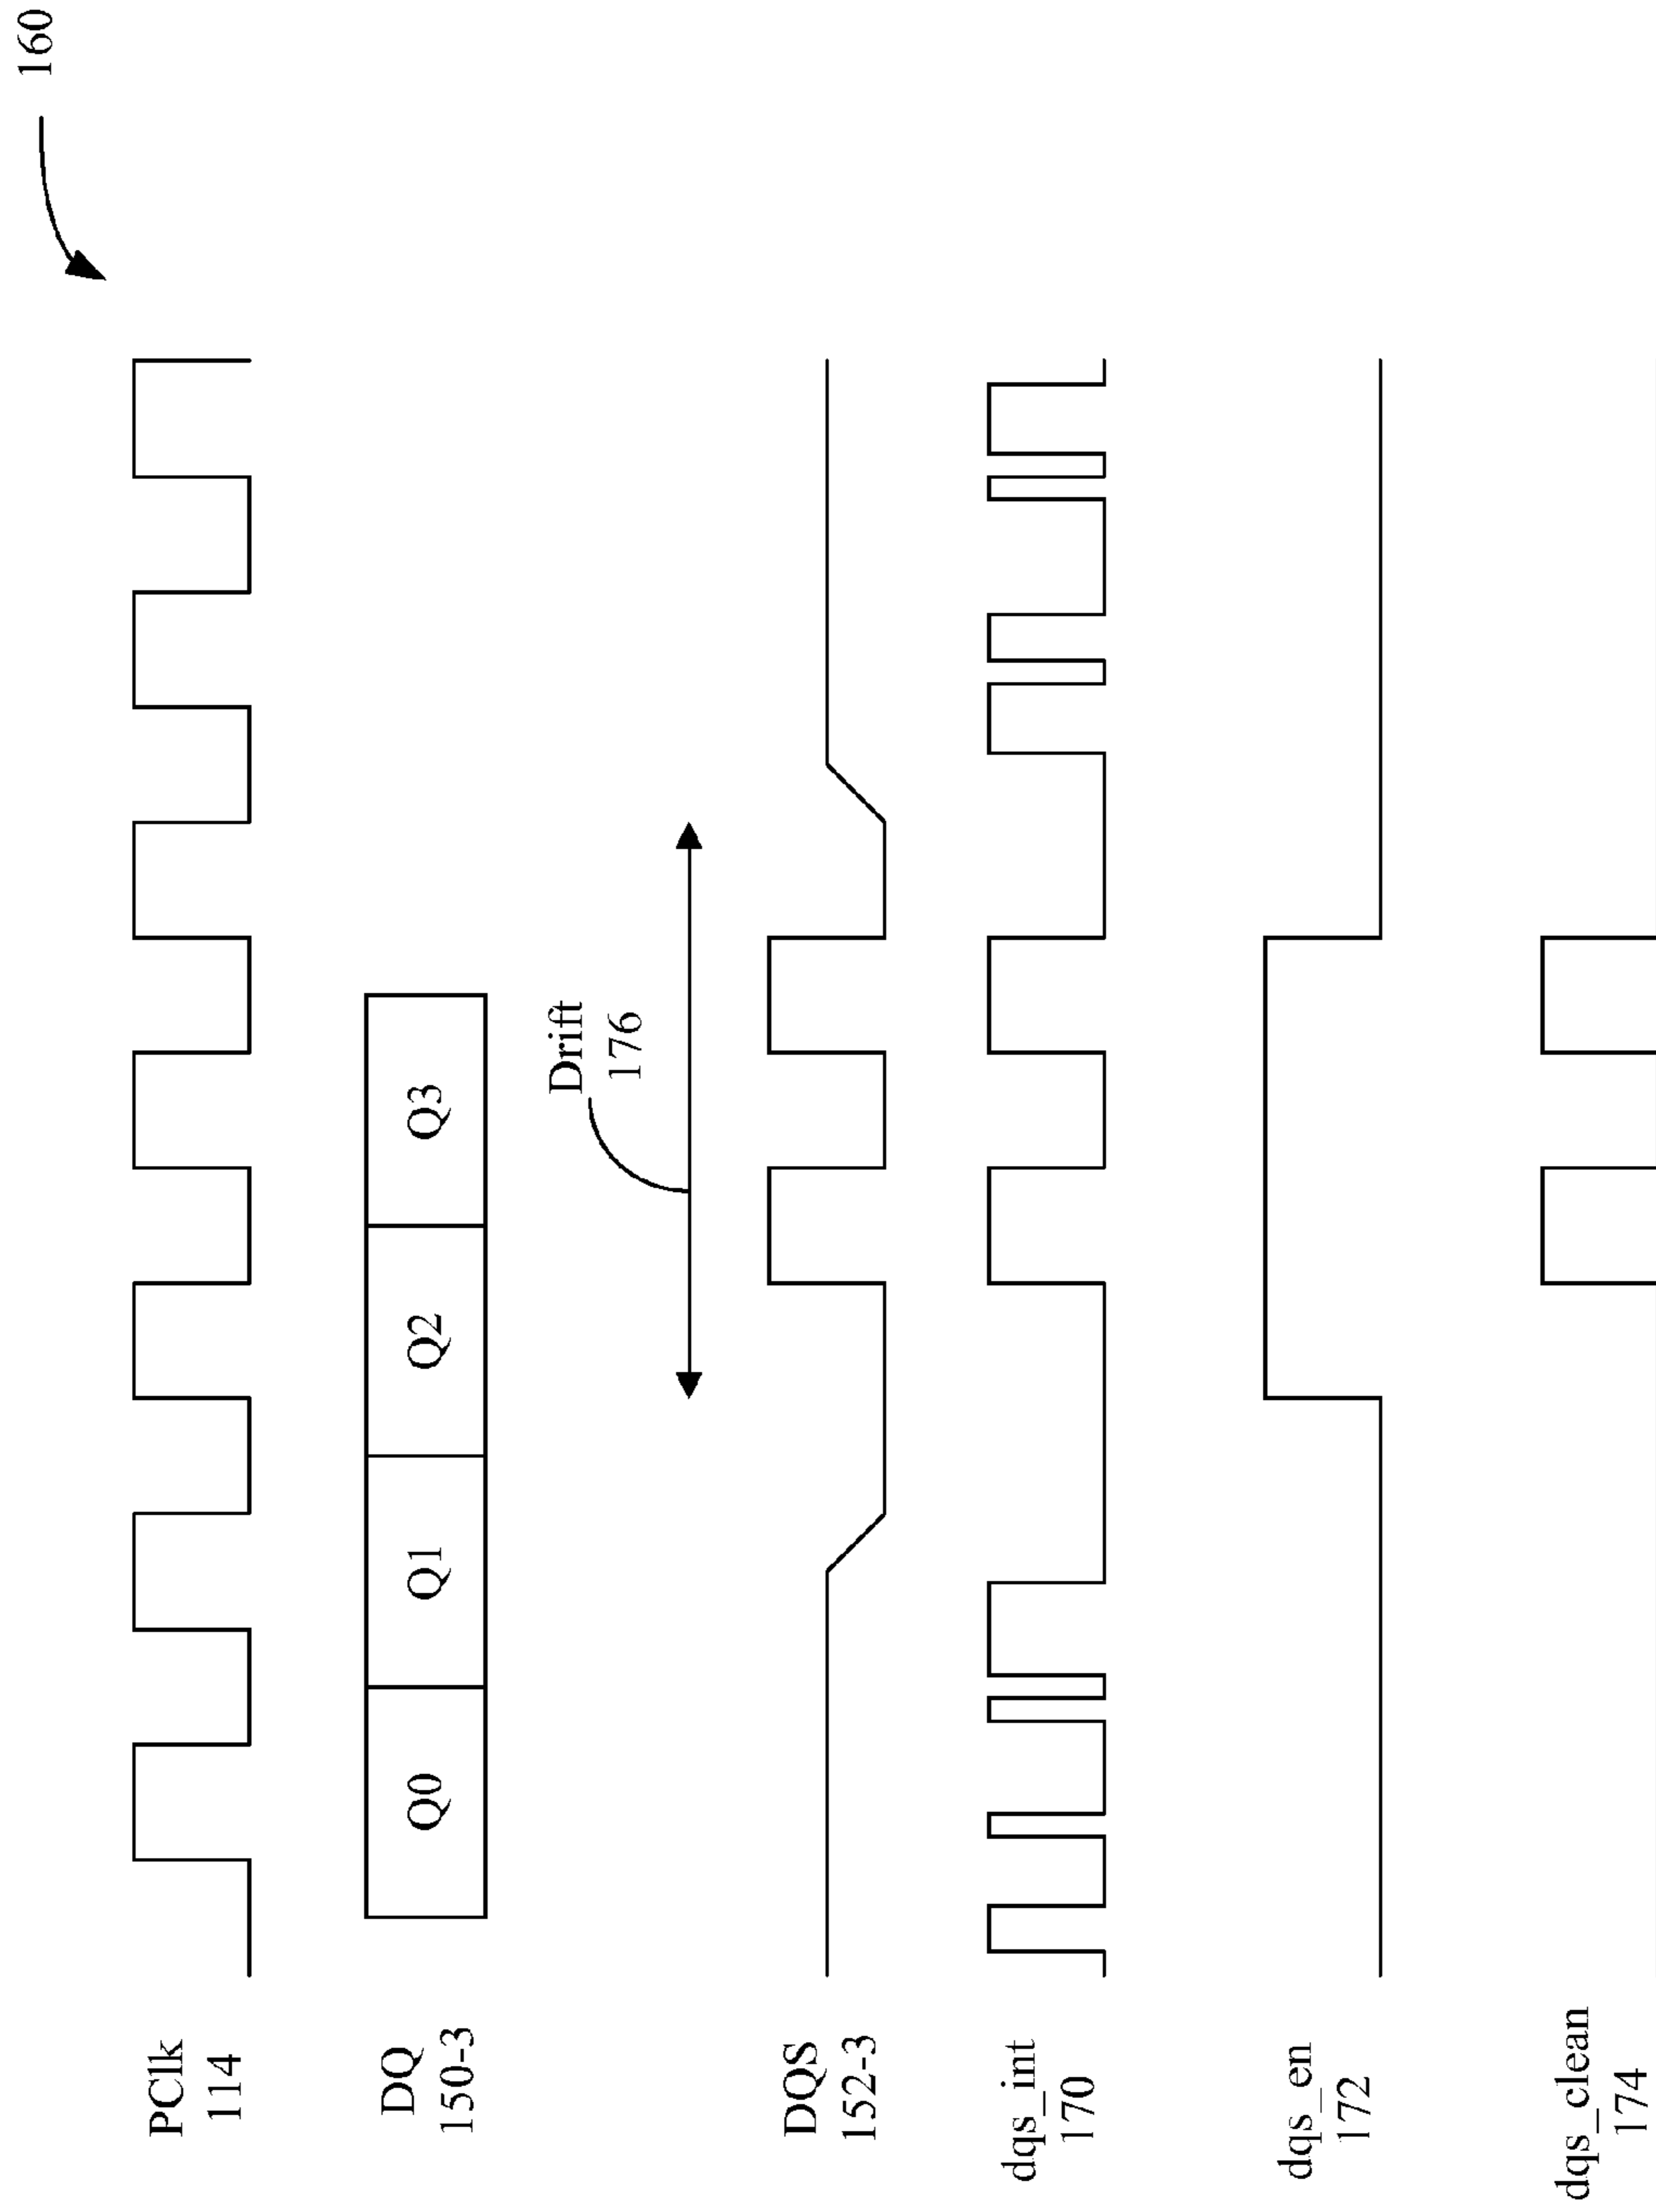 160
PClk
114
DQ
150-3
Q0
Q1
Q2
Q3
Drift
176
DQS
152-3
dqs_int
170
dqs_en
172
dqs_clean
174